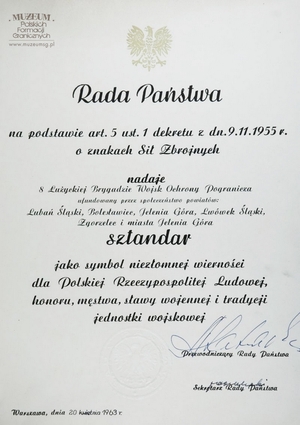 MUZEUM
Polskich
Formacji
Granicznych
www.muzeumsg.pl
Rada Państwa
na podstawie art. 5 ust. 1 dekretu z dn. 9.11.1955 r.
o znakach Sił Zbrojnych
nadaje
8 Łużyckiej Brygadzie Wojsk Ochrony Pogranicza
ufundowany przez społeczeństwo powiatów:
Lubań Śląski, Bolesławiec, Jelenia Góra, Lwówek Śląski,
Zgorzelec i miasta Jelenia Góra
sztandar
jako symbol niezłomnej wierności
dla Polskiej Rzeczypospolitej Ludowej,
honoru, męstwa, sławy wojennej i tradycji
jednostki wojskowej
Przewodniczący Rady Państwa
Sekretarz Rady Państwa
Warszawa, dnia 20 kwietnia 1963 r.